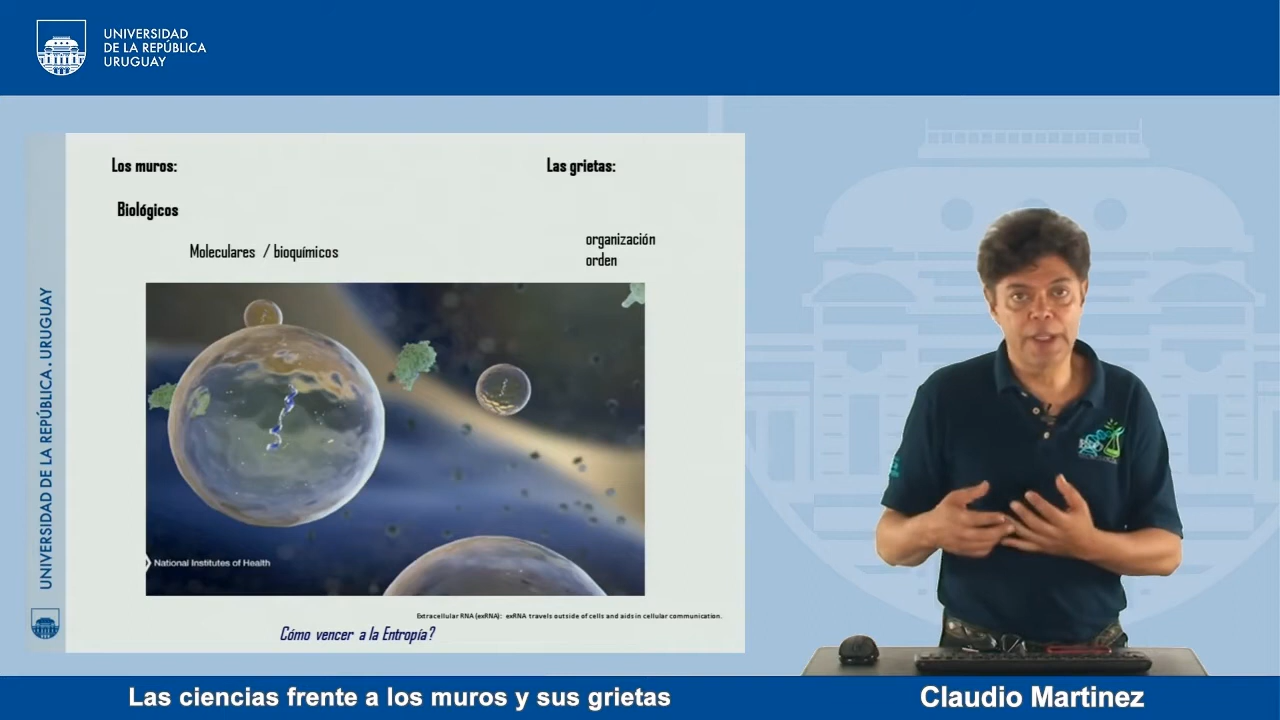 UNIVERSIDAD
DE LA REPÚBLICA
URUGUAY
Los muros:
Las grietas:
Biológicos
Moleculares / bioquímicos
organización
orden
National Institutes of Health
Extracellular RNA (exRNA): exRNA travels outside of cells and aids in cellular communication.
Cómo vencer a la Entropía?
UNIVERSIDAD DE LA REPÚBLICA . URUGUAY
Las ciencias frente a los muros y sus grietas
Claudio Martinez